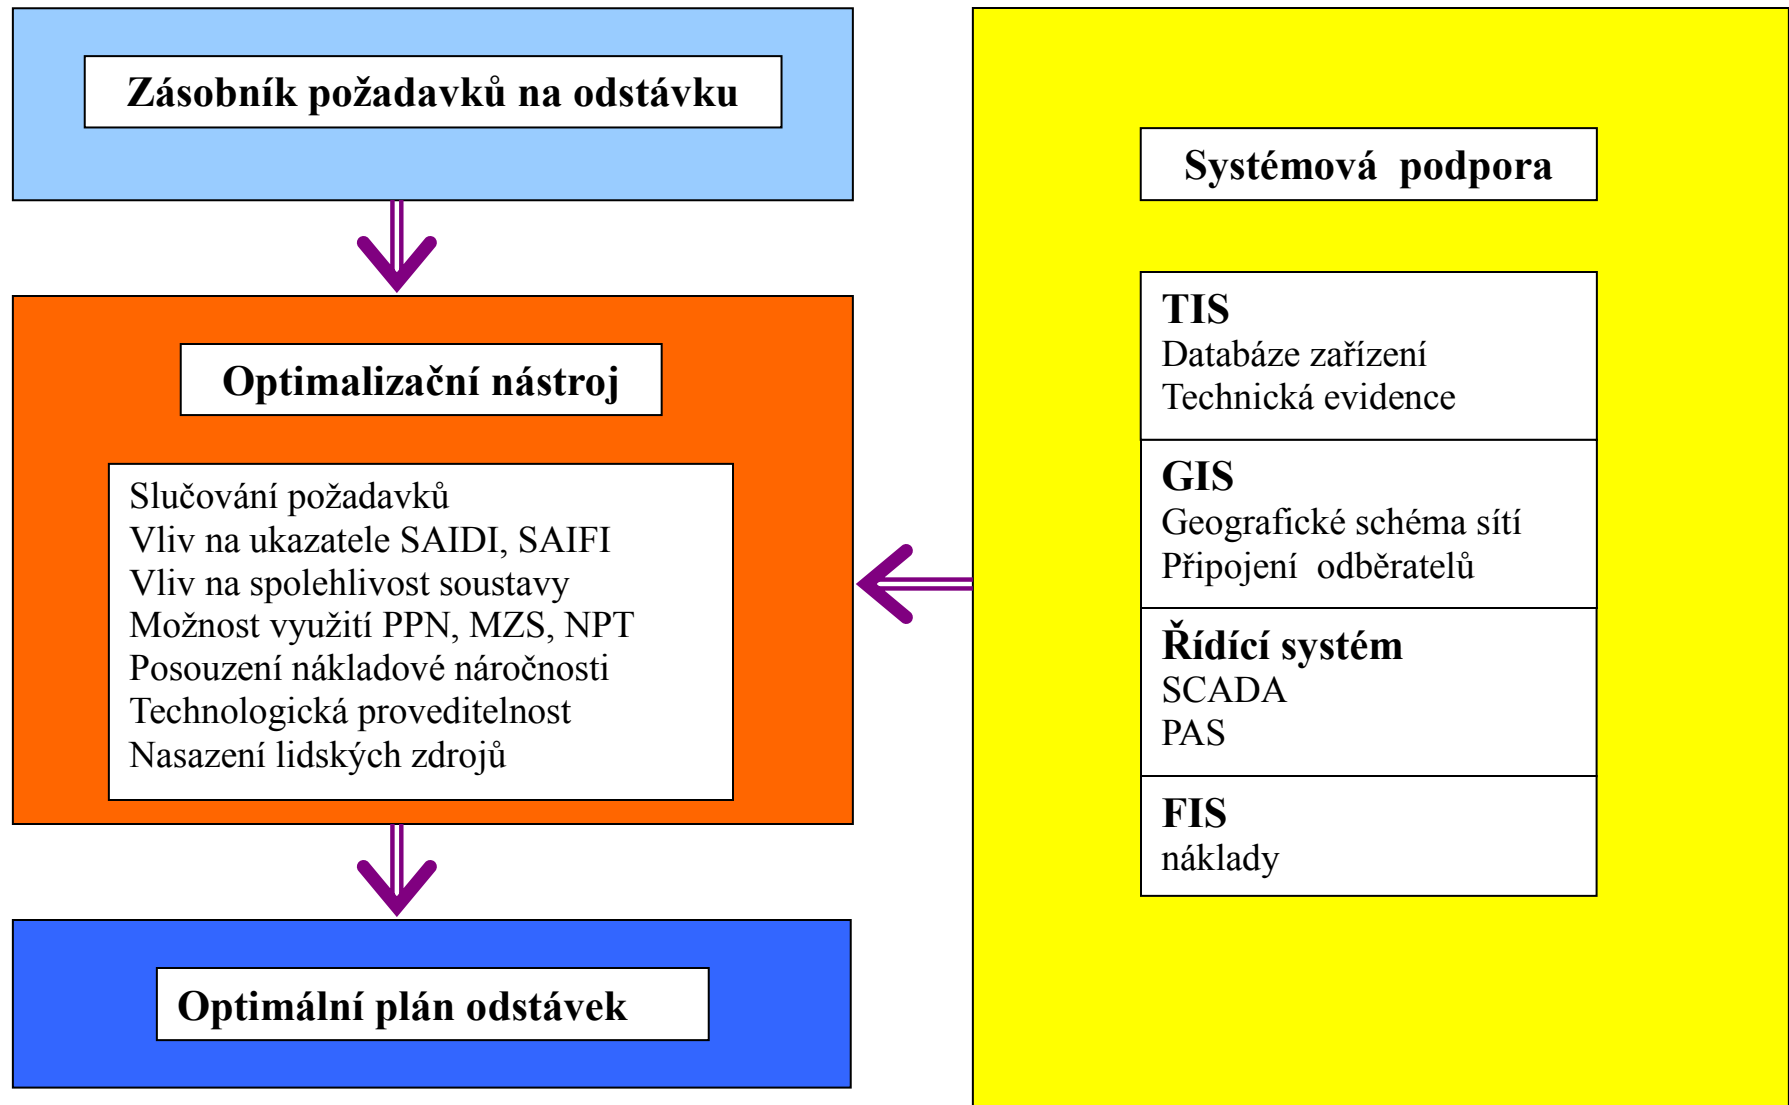 Zásobník požadavků na odstávku
Optimalizační nástroj
Slučování požadavků
Vliv na ukazatele SAIDI, SAIFI
Vliv na spolehlivost soustavy
Možnost využití PPN, MZS, NPT
Posouzení nákladové náročnosti
Technologická proveditelnost
Nasazení lidských zdrojů
Optimální plán odstávek
Systémová podpora
TIS
Databáze zařízení
Technická evidence
GIS
Geografické schéma sítí
Připojení odběratelů
Řídící systém
SCADA
PAS
FIS
náklady